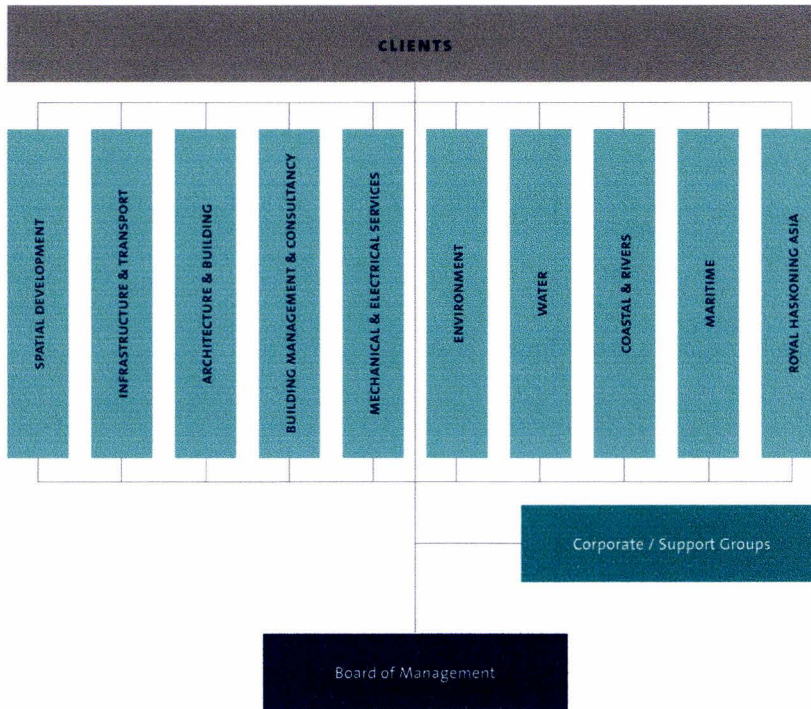 CLIENTS
SPATIAL DEVELOPMENT
INFRASTRUCTURE & TRANSPORT
ARCHITECTURE & BUILDING
BUILDING MANAGEMENT & CONSULTANCY
MECHANICAL & ELECTRICAL SERVICES
ENVIRONMENT
WATER
COASTAL & RIVERS
MARITIME
ROYAL HASKONING ASIA
Corporate / Support Groups
Board of Management